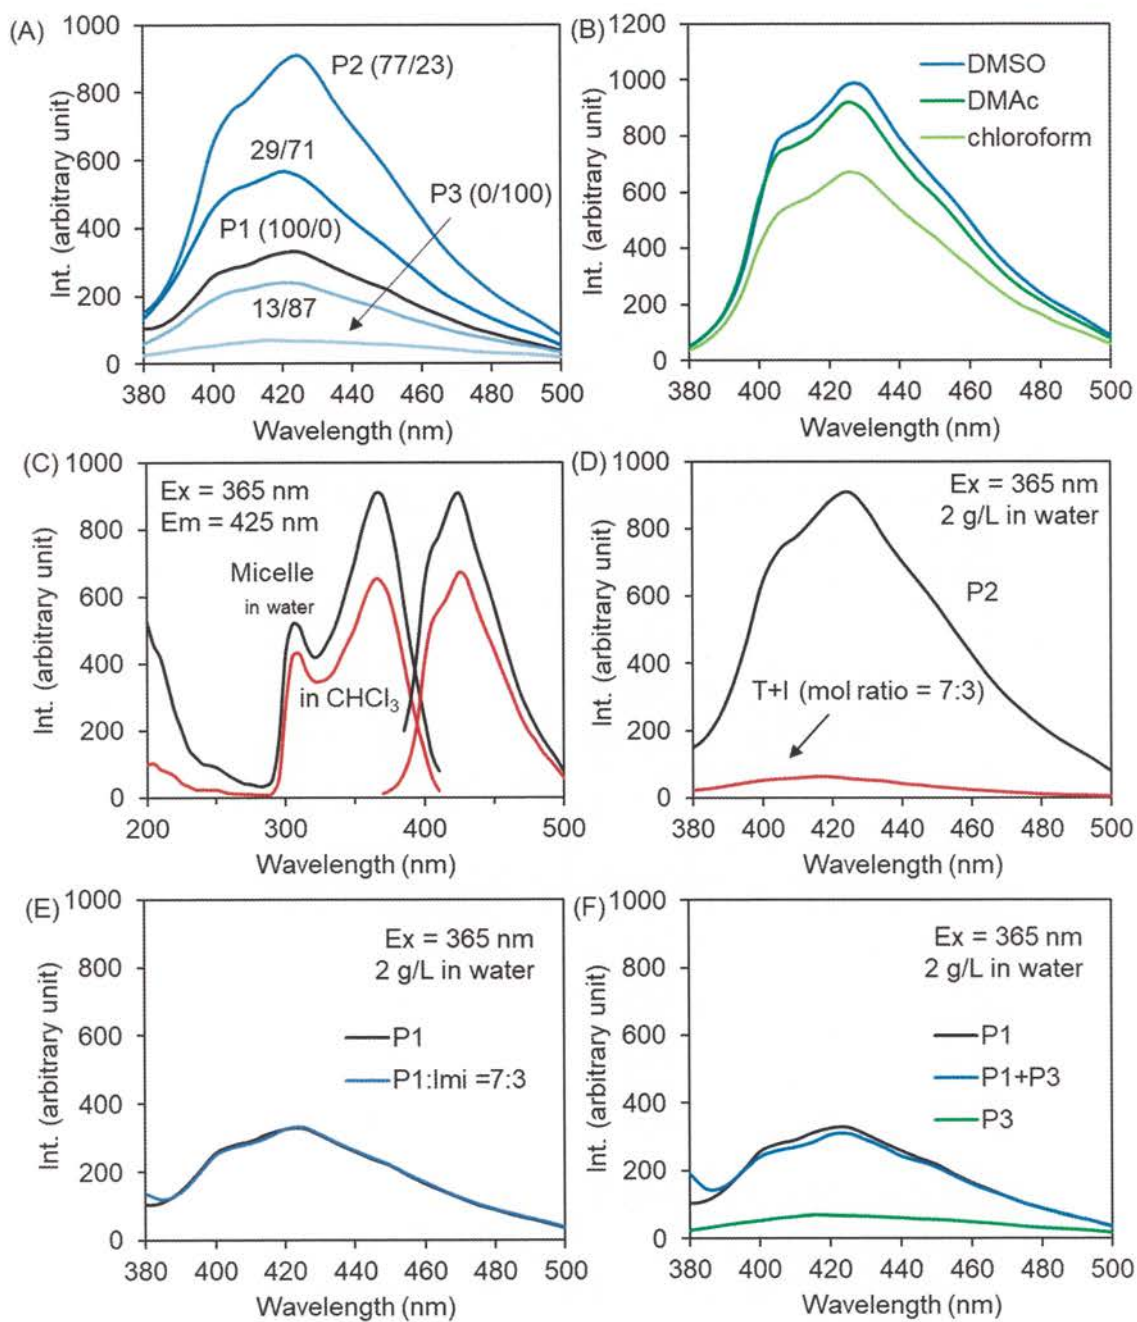 (A)
1000
800
600
400
200
0
Int. (arbitrary unit)
P2 (77/23)
29/71
P3 (0/100)
P1 (100/0)
13/87
380 400 420 440 460 480 500
Wavelength (nm)
(B)
1200
1000
800
600
400
200
0
Int. (arbitrary unit)
DMSO
DMAc
chloroform
380 400 420 440 460 480 500
Wavelength (nm)
(C)
1000
800
600
400
200
0
Int. (arbitrary unit)
Ex = 365 nm
Em = 425 nm
Micelle
in water
in CHCl3
200 300 400 500
Wavelength (nm)
(D)
1000
800
600
400
200
0
Int. (arbitrary unit)
Ex = 365 nm
2 g/L in water
P2
T+I (mol ratio = 7:3)
380 400 420 440 460 480 500
Wavelength (nm)
(E)
1000
800
600
400
200
0
Int. (arbitrary unit)
Ex = 365 nm
2 g/L in water
P1
P1:Imi =7:3
380 400 420 440 460 480 500
Wavelength (nm)
(F)
1000
800
600
400
200
0
Int. (arbitrary unit)
Ex = 365 nm
2 g/L in water
P1
P1+P3
P3
380 400 420 440 460 480 500
Wavelength (nm)